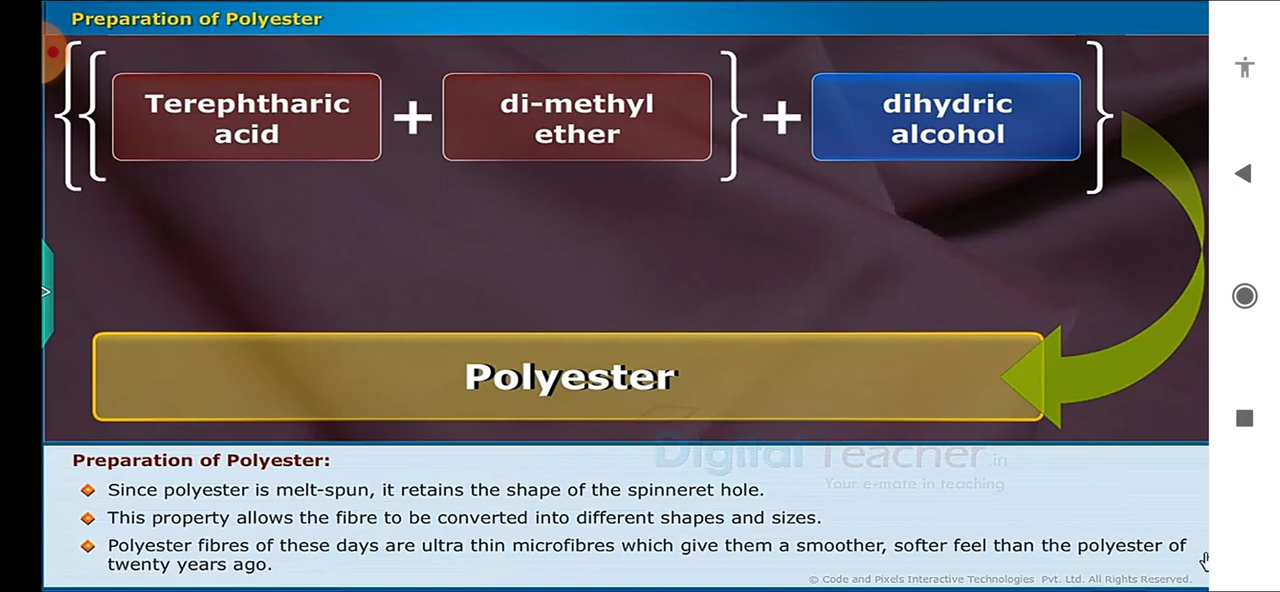 Preparation of Polyester
Terephtharic
acid
+
di-methyl
ether
+
dihydric
alcohol
Polyester
Digital Teacher.in
Your e-mate in teaching
Preparation of Polyester:
Since polyester is melt-spun, it retains the shape of the spinneret hole.
This property allows the fibre to be converted into different shapes and sizes.
Polyester fibres of these days are ultra thin microfibres which give them a smoother, softer feel than the polyester of
twenty years ago.
© Code and Pixels Interactive Technologies Pvt. Ltd. All Rights Reserved.